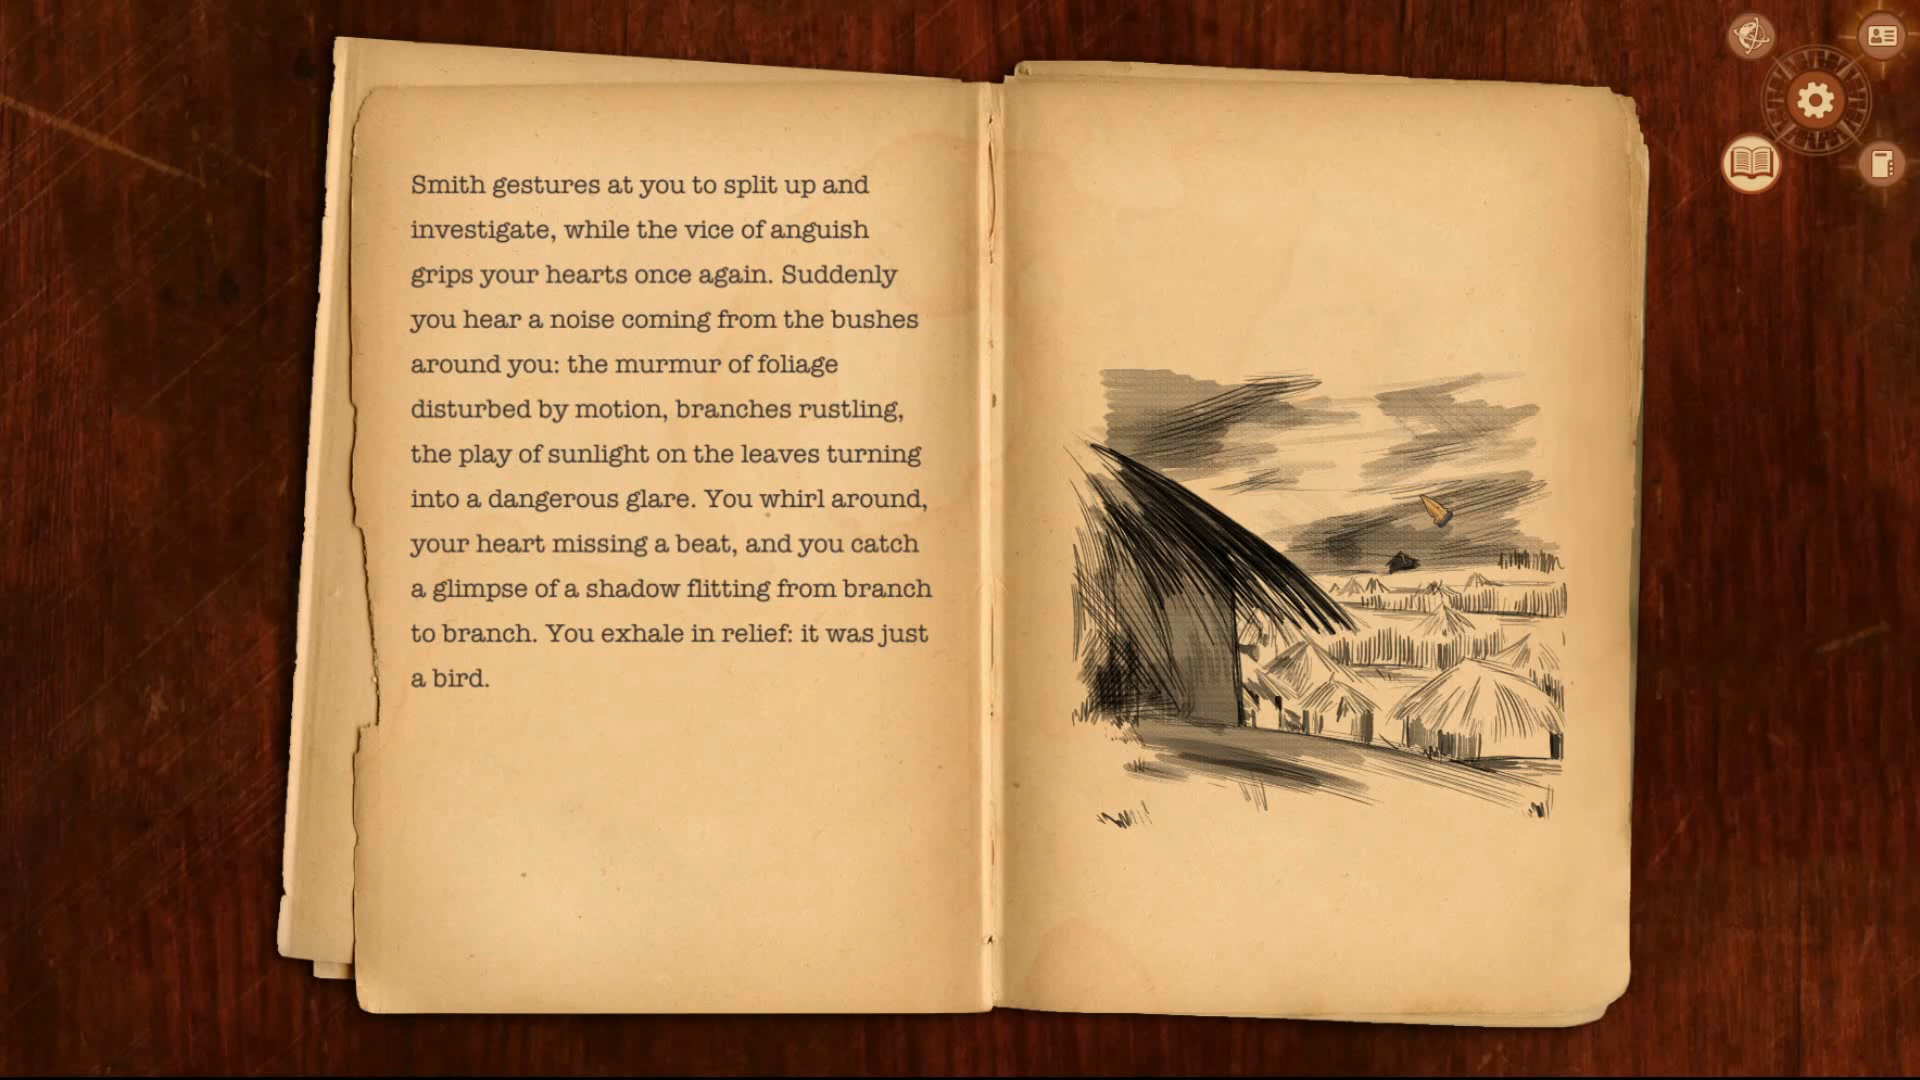 Smith gestures at you to split up and
investigate, while the vice of anguish
grips your hearts once again. Suddenly
you hear a noise coming from the bushes
around you: the murmur of foliage
disturbed by motion, branches rustling,
the play of sunlight on the leaves turning
into a dangerous glare. You whirl around,
your heart missing a beat, and you catch
a glimpse of a shadow flitting from branch
to branch. You exhale in relief: it was just
a bird.